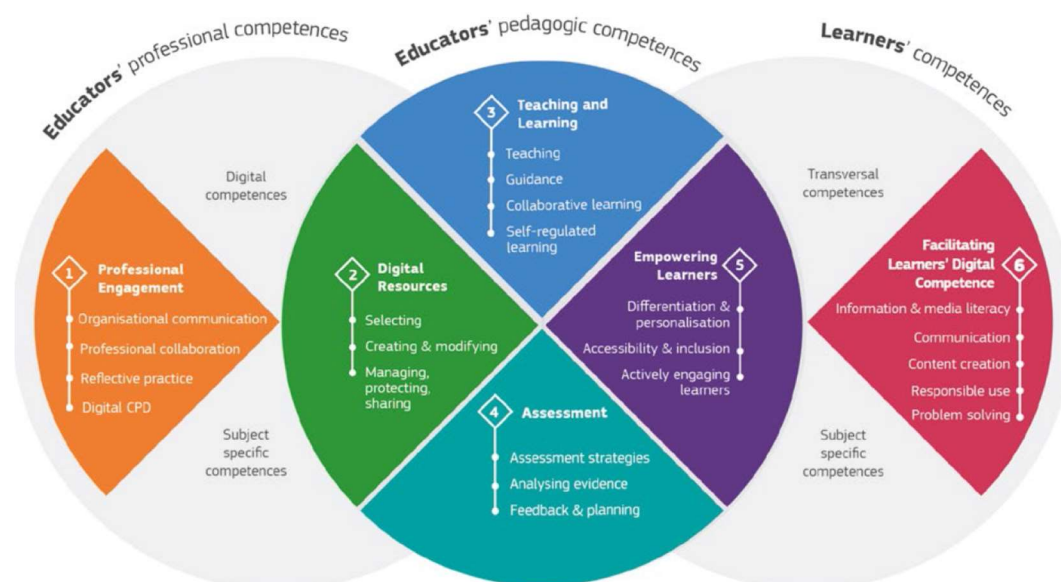 Educators' professional competences
Educators' pedagogic competences
Learners' competences
Digital
competences
Subject
specific
competences
1
Professional
Engagement
Organisational communication
Professional collaboration
Reflective practice
Digital CPD
2
Digital
Resources
Selecting
Creating & modifying
Managing,
protecting,
sharing
3
Teaching and
Learning
Teaching
Guidance
Collaborative learning
Self-regulated
learning
4
Assessment
Assessment strategies
Analysing evidence
Feedback & planning
Empowering
Learners
5
Differentiation &
personalisation
Accessibility & inclusion
Actively engaging
learners
Transversal
competences
Subject
specific
competences
Facilitating
Learners' Digital
Competence
6
Information & media literacy
Communication
Content creation
Responsible use
Problem solving